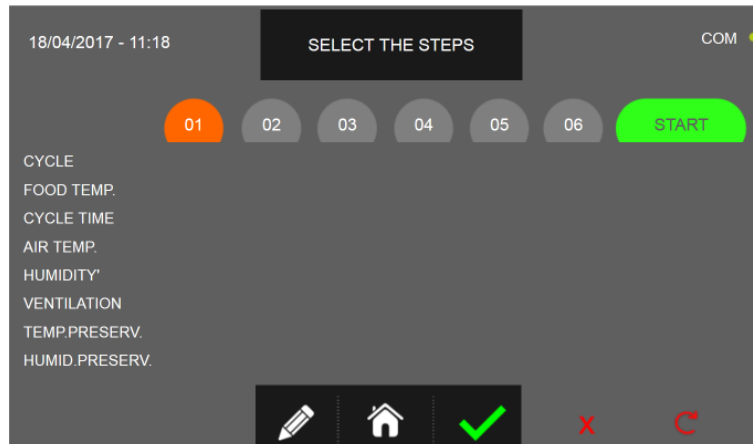 18/04/2017 - 11:18 SELECT THE STEPS COM
01 02 03 04 05 06 START
CYCLE
FOOD TEMP.
CYCLE TIME
AIR TEMP.
HUMIDITY'
VENTILATION
TEMP.PRESERV.
HUMID.PRESERV.
X